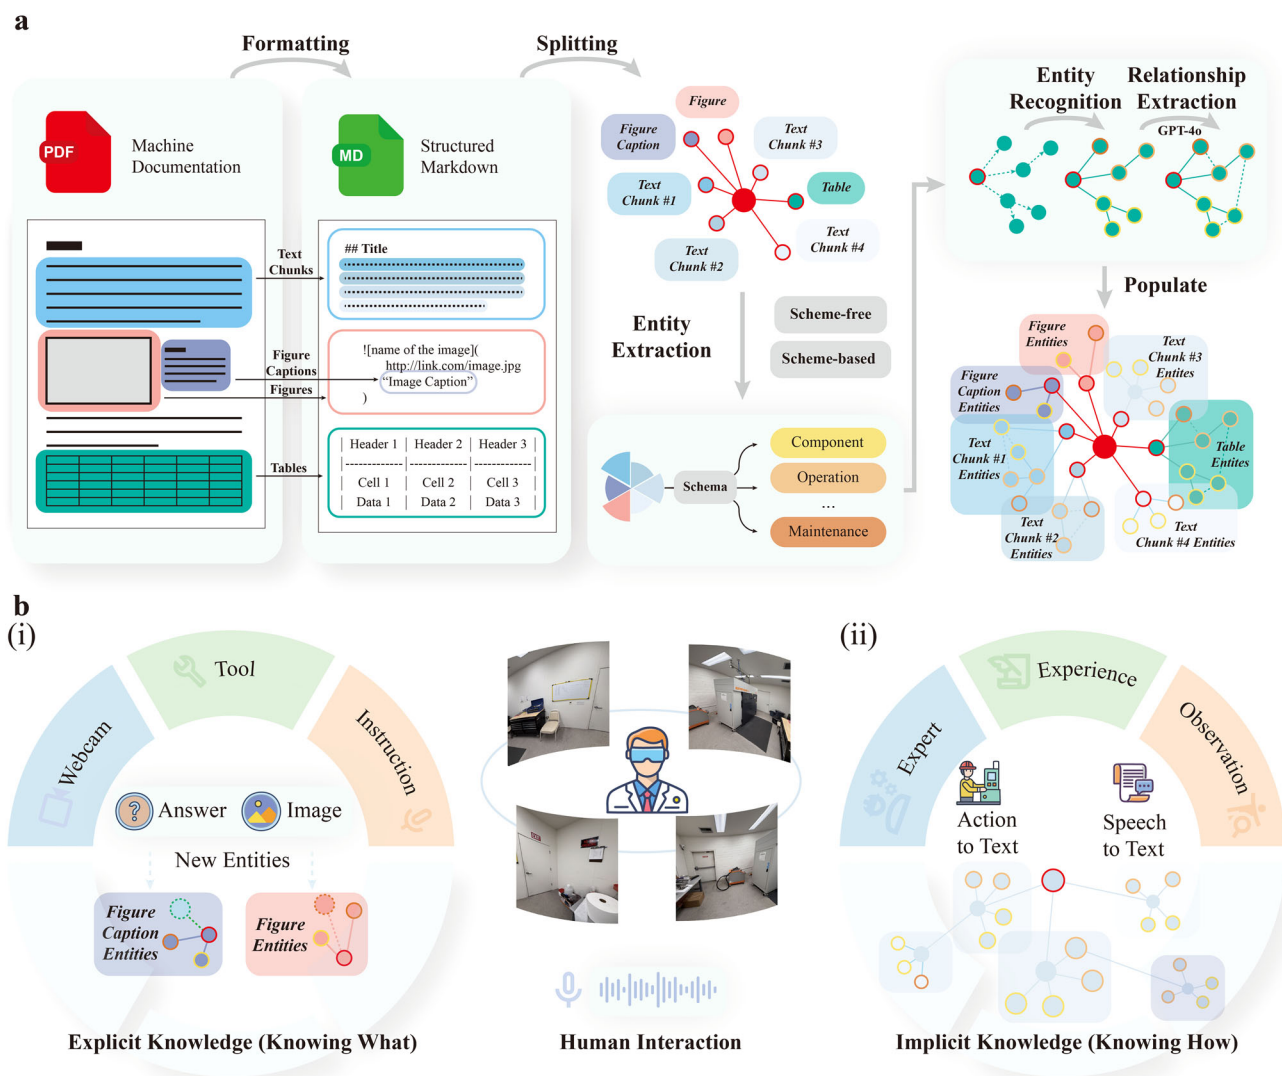 a
Formatting
Splitting
PDF
Machine
Documentation
MD
Structured
Markdown
Text
Chunks
Figure
Captions
Figures
Tables
## Title
![name of the image](
http://link.com/image.jpg
“Image Caption”
)
| Header 1 | Header 2 | Header 3 |
|-------------|-------------|-------------|
| Cell 1 | Cell 2 | Cell 3 |
| Data 1 | Data 2 | Data 3 |
Figure
Figure
Caption
Text
Chunk #3
Text
Chunk #1
Table
Text
Chunk #2
Text
Chunk #4
Entity
Extraction
Scheme-free
Scheme-based
Schema
Component
Operation
...
Maintenance
Entity
Recognition
Relationship
Extraction
GPT-4o
Populate
Figure
Entities
Text
Chunk #3
Entites
Figure
Caption
Entities
Text
Chunk #1
Entities
Table
Entites
Text
Chunk #2
Entities
Text
Chunk #4 Entities
b
(i)
Webcam
Tool
Instruction
Answer
Image
New Entities
Figure
Caption
Entities
Figure
Entities
Explicit Knowledge (Knowing What)
Human Interaction
(ii)
Expert
Experience
Observation
Action
to Text
Speech
to Text
Implicit Knowledge (Knowing How)